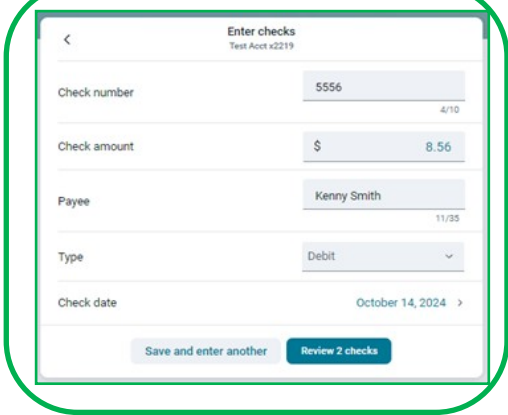 Enter checks
Test Acct x2219
Check number
5556
4/10
Check amount
$ 8.56
Payee
Kenny Smith
11/35
Type
Debit
Check date
October 14, 2024
Save and enter another
Review 2 checks